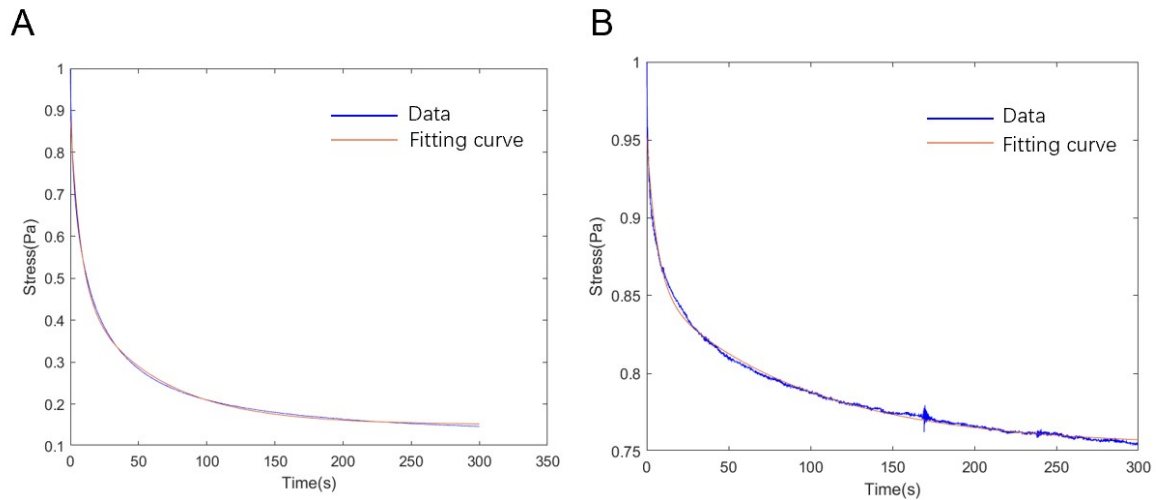 A
B
1
0.9
0.8
0.7
0.6
0.5
0.4
0.3
0.2
0.1
Stress(Pa)
0 50 100 150 200 250 300 350
Time(s)
Data
Fitting curve
1
0.95
0.9
0.85
0.8
0.75
Stress(Pa)
0 50 100 150 200 250 300
Time(s)
Data
Fitting curve